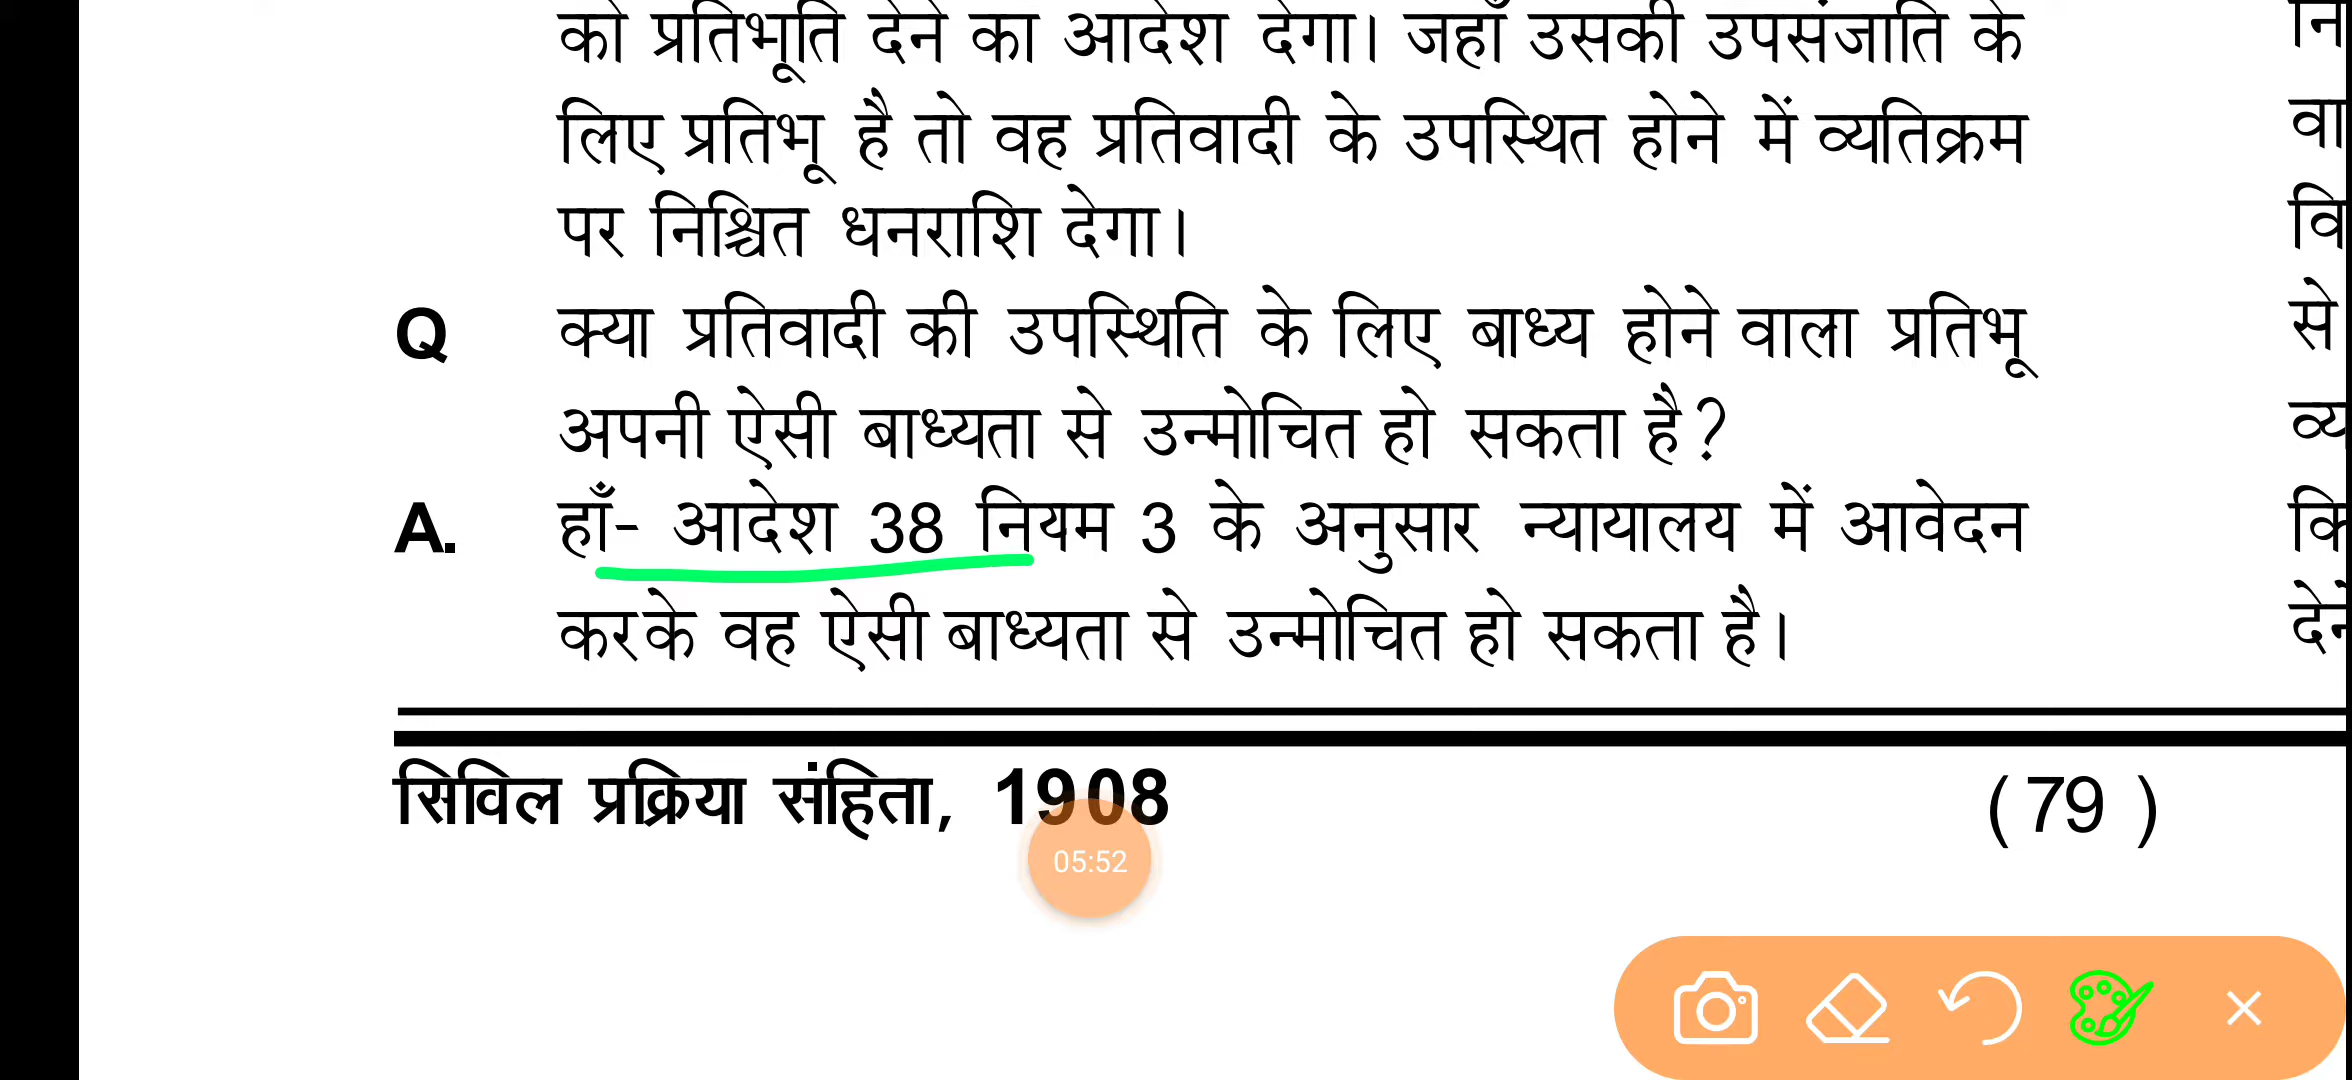 को प्रतिभूति देने का आदेश देगा। जहाँ उसकी उपसंजाति के
लिए प्रतिभू है तो वह प्रतिवादी के उपस्थित होने में व्यतिक्रम
पर निश्चित धनराशि देगा।
Q क्या प्रतिवादी की उपस्थिति के लिए बाध्य होने वाला प्रतिभू
अपनी ऐसी बाध्यता से उन्मोचित हो सकता है?
A. हाँ- आदेश 38 नियम 3 के अनुसार न्यायालय में आवेदन
करके वह ऐसी बाध्यता से उन्मोचित हो सकता है।
सिविल प्रक्रिया संहिता, 1908 (79)
05:52